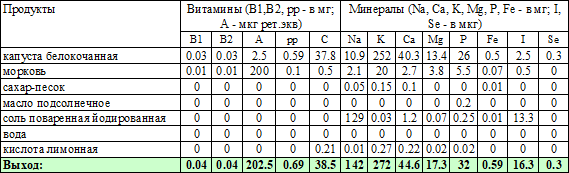 Продукты Витамины (B1,B2, pp - в мг; Минералы (Na, Ca, K, Mg, P, Fe - в мг; I,
A - мкг рет.экв) Se - в мкг)
B1 B2 A pp C Na K Ca Mg P Fe I Se
капуста белокочанная 0.03 0.03 2.5 0.59 37.8 10.9 252 40.3 13.4 26 0.5 2.5 0.3
морковь 0.01 0.01 200 0.1 0.5 2.1 20 2.7 3.8 5.5 0.07 0.5 0
сахар-песок 0 0 0 0 0 0.05 0.15 0.1 0 0 0.01 0 0
масло подсолнечное 0 0 0 0 0 0 0 0 0 0.2 0 0 0
соль поваренная йодированная 0 0 0 0 0 129 0.03 1.2 0.07 0.25 0.01 13.3 0
вода 0 0 0 0 0 0 0 0 0 0 0 0 0
кислота лимонная 0 0 0 0 0.21 0.01 0.27 0.22 0.02 0.02 0 0 0
Выход: 0.04 0.04 202.5 0.69 38.5 142 272 44.6 17.3 32 0.59 16.3 0.3